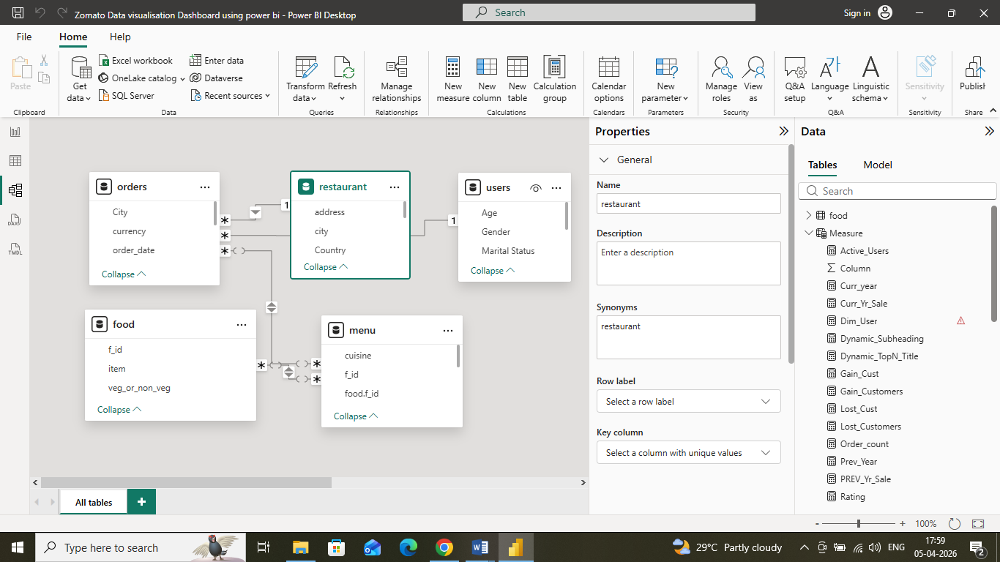 Zomato Data visualisation Dashboard using power bi - Power BI Desktop
Search
Sign in
File
Home
Help
Paste
Clipboard
Get data
Excel workbook
OneLake catalog
SQL Server
Enter data
Dataverse
Recent sources
Data
Transform data
Refresh
Queries
Manage relationships
Relationships
New measure
New column
New table
Calculation group
Calculations
Calendar options
Calendars
New parameter
Parameters
Manage roles
View as
Security
Q&A setup
Language
Linguistic schema
Q&A
Sensitivity
Sensitivity
Publish
Share
DAX
TMDL
orders
City
currency
order_date
Collapse
restaurant
address
city
Country
Collapse
users
Age
Gender
Marital Status
Collapse
1
1
*
*
*
food
f_id
item
veg_or_non_veg
Collapse
menu
cuisine
f_id
food.f_id
Collapse
*
*
*
All tables
+
Properties
General
Name
restaurant
Description
Enter a description
Synonyms
restaurant
Row label
Select a row label
Key column
Select a column with unique values
Data
Tables
Model
Search
food
Measure
Active_Users
Column
Curr_year
Curr_Yr_Sale
Dim_User
Dynamic_Subheading
Dynamic_TopN_Title
Gain_Cust
Gain_Customers
Lost_Cust
Lost_Customers
Order_count
Prev_Year
PREV_Yr_Sale
Rating
- + 100%
Type here to search
29°C Partly cloudy
ENG
17:59
05-04-2026
2